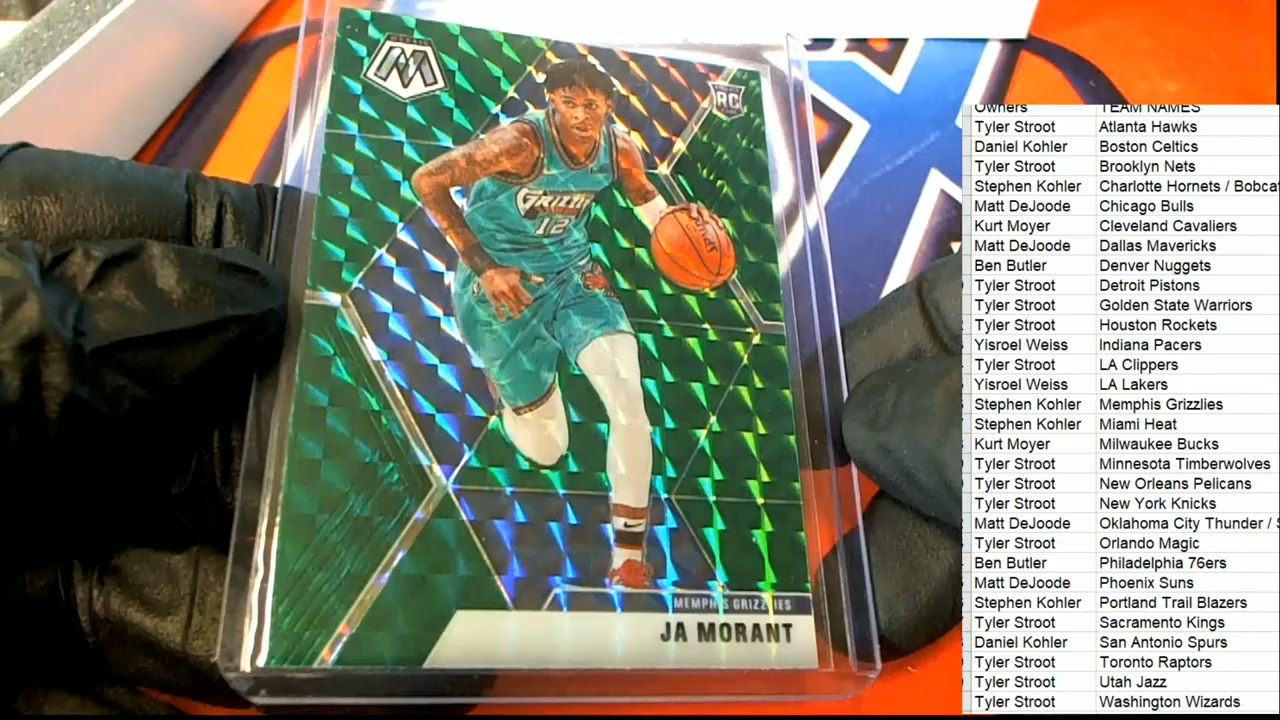 MOSAIC
M
RC
GRIZZLIES
12
MEMPHIS GRIZZLIES
JA MORANT
Owners TEAM NAMES
Tyler Stroot Atlanta Hawks
Daniel Kohler Boston Celtics
Tyler Stroot Brooklyn Nets
Stephen Kohler Charlotte Hornets / Bobca
Matt DeJoode Chicago Bulls
Kurt Moyer Cleveland Cavaliers
Matt DeJoode Dallas Mavericks
Ben Butler Denver Nuggets
Tyler Stroot Detroit Pistons
Tyler Stroot Golden State Warriors
Tyler Stroot Houston Rockets
Yisroel Weiss Indiana Pacers
Tyler Stroot LA Clippers
Yisroel Weiss LA Lakers
Stephen Kohler Memphis Grizzlies
Stephen Kohler Miami Heat
Kurt Moyer Milwaukee Bucks
Tyler Stroot Minnesota Timberwolves
Tyler Stroot New Orleans Pelicans
Tyler Stroot New York Knicks
Matt DeJoode Oklahoma City Thunder /
Tyler Stroot Orlando Magic
Ben Butler Philadelphia 76ers
Matt DeJoode Phoenix Suns
Stephen Kohler Portland Trail Blazers
Tyler Stroot Sacramento Kings
Daniel Kohler San Antonio Spurs
Tyler Stroot Toronto Raptors
Tyler Stroot Utah Jazz
Tyler Stroot Washington Wizards